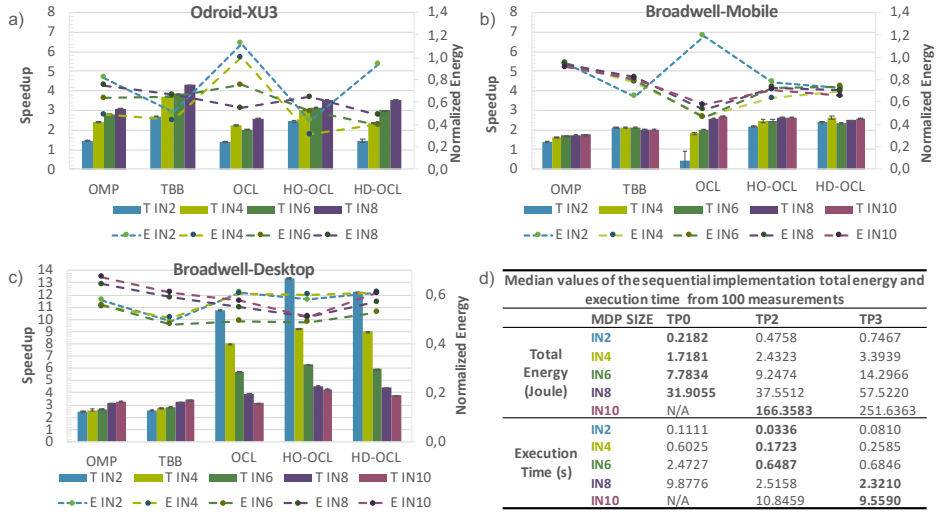 a)
Odroid-XU3
8
7
6
5
4
3
2
1
0
Speedup
1,4
1,2
1,0
0,8
0,6
0,4
0,2
0,0
Normalized Energy
OMP TBB OCL HO-OCL HD-OCL
T IN2 T IN4 T IN6 T IN8
E IN2 E IN4 E IN6 E IN8
b)
Broadwell-Mobile
8
7
6
5
4
3
2
1
0
Speedup
1,4
1,2
1,0
0,8
0,6
0,4
0,2
0,0
Normalized Energy
OMP TBB OCL HO-OCL HD-OCL
T IN2 T IN4 T IN6 T IN8 T IN10
E IN2 E IN4 E IN6 E IN8 E IN10
c)
Broadwell-Desktop
14
13
12
11
10
9
8
7
6
5
4
3
2
1
0
Speedup
0,6
0,4
0,2
0,0
Normalized Energy
OMP TBB OCL HO-OCL HD-OCL
T IN2 T IN4 T IN6 T IN8 T IN10
E IN2 E IN4 E IN6 E IN8 E IN10
d)
Median values of the sequential implementation total energy and
execution time from 100 measurements
MDP SIZE TP0 TP2 TP3
Total Energy (Joule)
IN2 0.2182 0.4758 0.7467
IN4 1.7181 2.4323 3.3939
IN6 7.7834 9.2474 14.2966
IN8 31.9055 37.5512 57.5220
IN10 N/A 166.3583 251.6363
Execution Time (s)
IN2 0.1111 0.0336 0.0810
IN4 0.6025 0.1723 0.2585
IN6 2.4727 0.6487 0.6846
IN8 9.8776 2.5158 2.3210
IN10 N/A 10.8459 9.5590